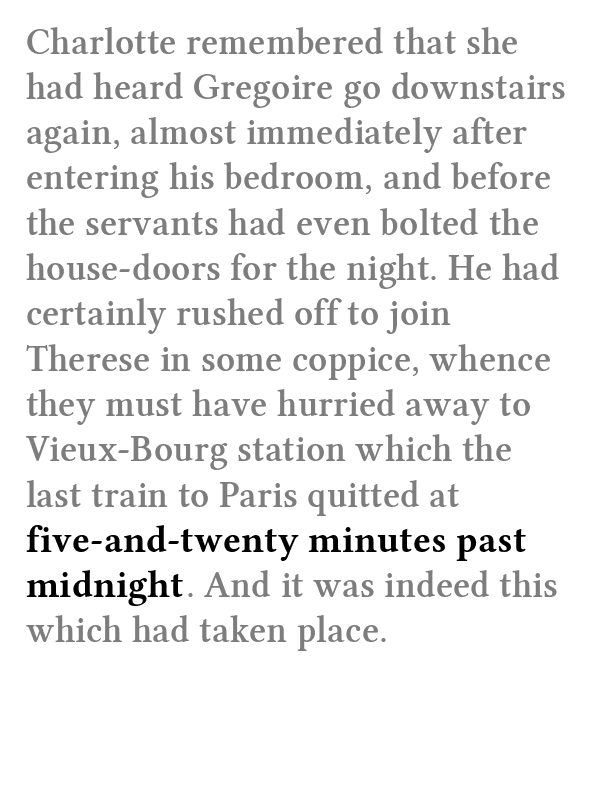 Charlotte remembered that she
had heard Gregoire go downstairs
again, almost immediately after
entering his bedroom, and before
the servants had even bolted the
house-doors for the night. He had
certainly rushed off to join
Therese in some coppice, whence
they must have hurried away to
Vieux-Bourg station which the
last train to Paris quitted at
five-and-twenty minutes past
midnight. And it was indeed this
which had taken place.